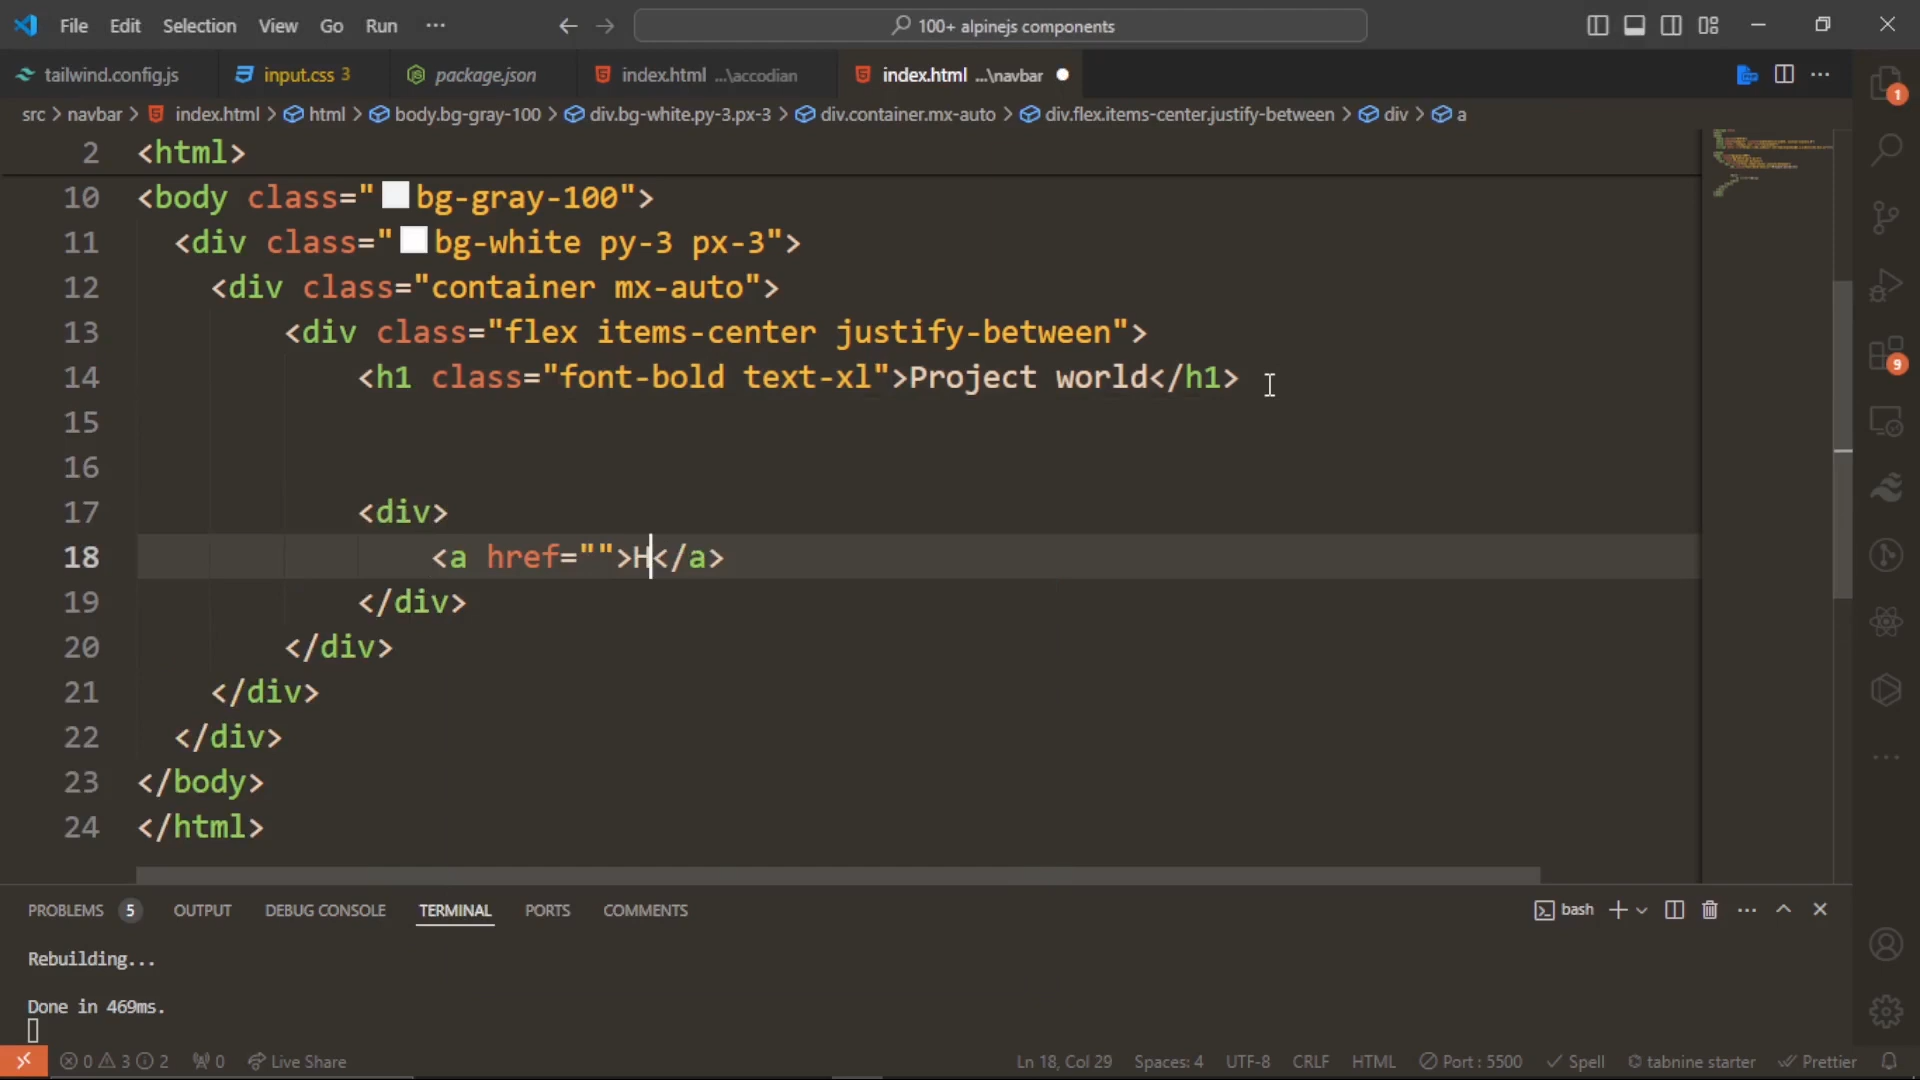 File Edit Selection View Go Run ··· 100+ alpinejs components
tailwind.config.js input.css 3 package.json index.html ...\accodian index.html ...\navbar
src > navbar > index.html > html > body.bg-gray-100 > div.bg-white.py-3.px-3 > div.container.mx-auto > div.flex.items-center.justify-between > div > a
2 <html>
10 <body class="bg-gray-100">
11 <div class="bg-white py-3 px-3">
12 <div class="container mx-auto">
13 <div class="flex items-center justify-between">
14 <h1 class="font-bold text-xl">Project world</h1>
15
16
17 <div>
18 <a href="">H</a>
19 </div>
20 </div>
21 </div>
22 </div>
23 </body>
24 </html>
PROBLEMS 5 OUTPUT DEBUG CONSOLE TERMINAL PORTS COMMENTS bash
Rebuilding...
Done in 469ms.
0 3 2 0 Live Share Ln 18, Col 29 Spaces: 4 UTF-8 CRLF HTML Port : 5500 Spell tabnine starter Prettier
1
9